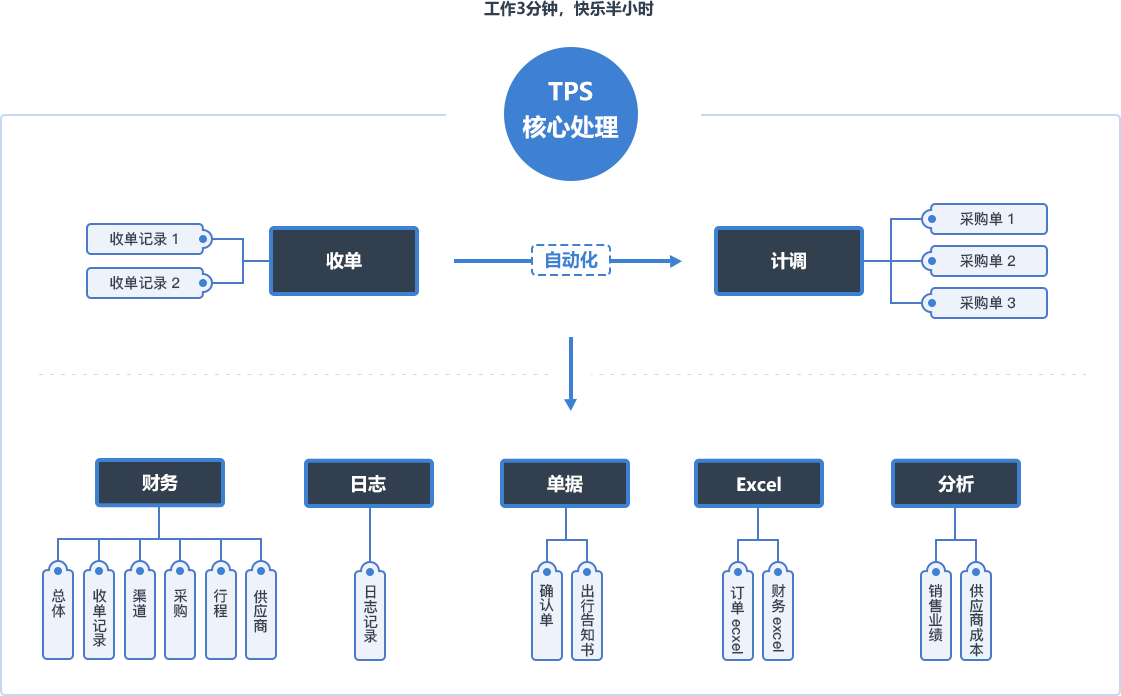 工作3分钟，快乐半小时
TPS
核心处理
收单记录 1
收单记录 2
收单
自动化
计调
采购单 1
采购单 2
采购单 3
财务
日志
单据
Excel
分析
总体
收单记录
渠道
采购
行程
供应商
日志记录
确认单
出行告知书
订单 ecxel
财务 excel
销售业绩
供应商成本